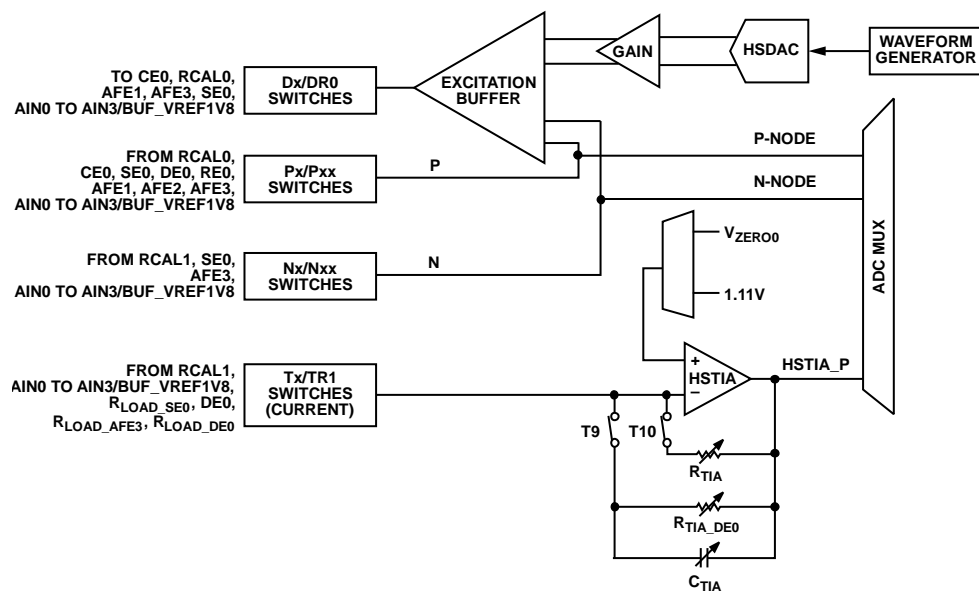 WAVEFORM
GENERATOR
HSDAC
GAIN
EXCITATION
BUFFER
TO CE0, RCAL0,
AFE1, AFE3, SE0,
AIN0 TO AIN3/BUF_VREF1V8
Dx/DR0
SWITCHES
FROM RCAL0,
CE0, SE0, DE0, RE0,
AFE1, AFE2, AFE3,
AIN0 TO AIN3/BUF_VREF1V8
Px/Pxx
SWITCHES
P
P-NODE
N-NODE
FROM RCAL1, SE0,
AFE3,
AIN0 TO AIN3/BUF_VREF1V8
Nx/Nxx
SWITCHES
N
VZERO0
1.11V
ADC MUX
FROM RCAL1,
AIN0 TO AIN3/BUF_VREF1V8,
RLOAD_SE0, DE0,
RLOAD_AFE3, RLOAD_DE0
Tx/TR1
SWITCHES
(CURRENT)
+
HSTIA
–
HSTIA_P
T9
T10
RTIA
RTIA_DE0
CTIA